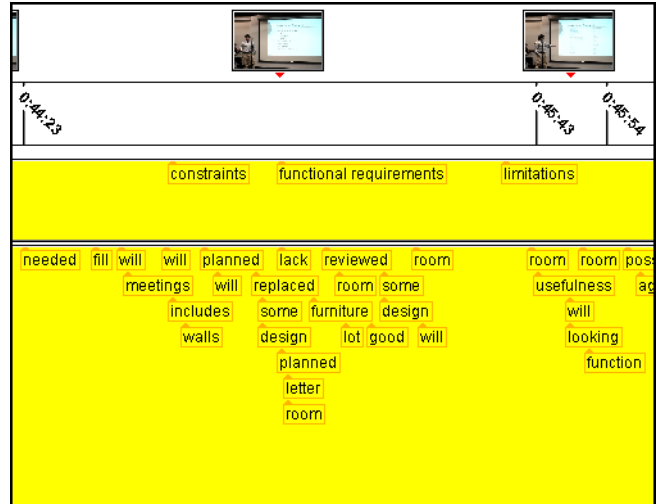 0:44:23 0:45:43 0:45:54
constraints functional requirements limitations
needed fill will will planned lack reviewed room room room
meetings will replaced room some usefulness
includes some furniture design will
walls design lot good will looking
planned function
letter
room